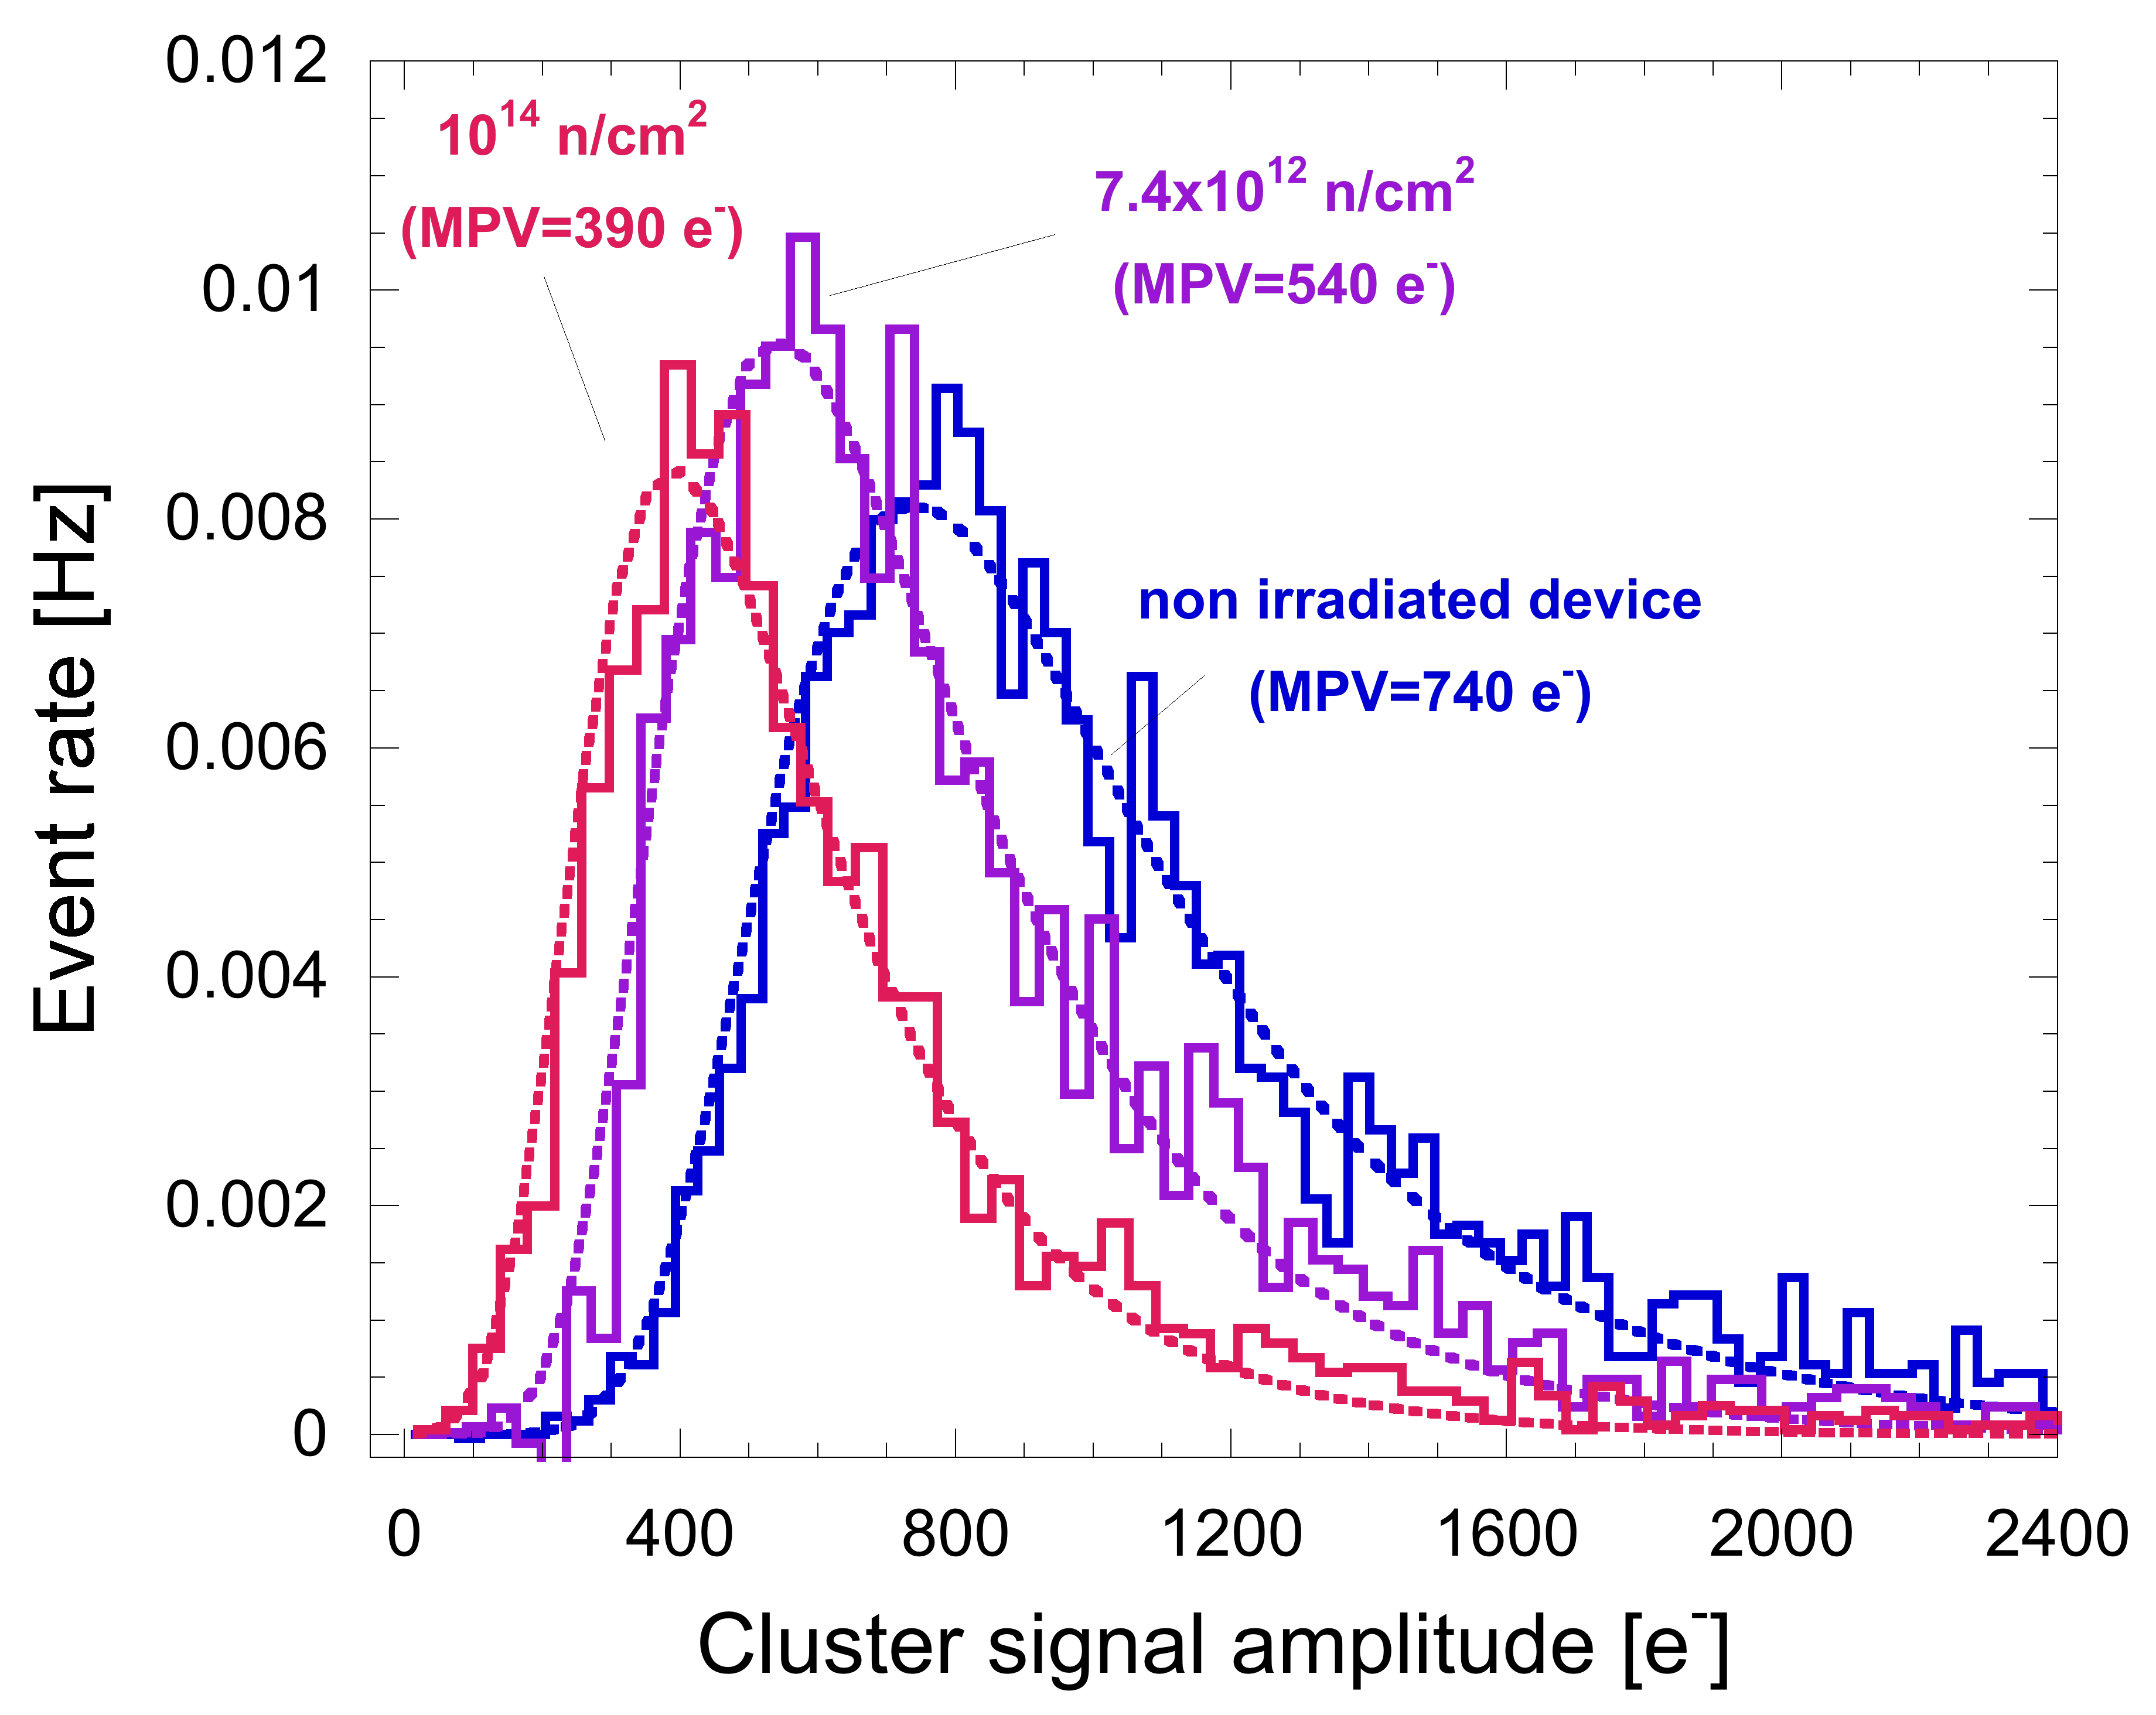 0.012
10¹⁴ n/cm²
(MPV=390 e⁻)
7.4x10¹² n/cm²
(MPV=540 e⁻)
0.01
0.008
non irradiated device
(MPV=740 e⁻)
0.006
0.004
0.002
0
Event rate [Hz]
0 400 800 1200 1600 2000 2400
Cluster signal amplitude [e⁻]